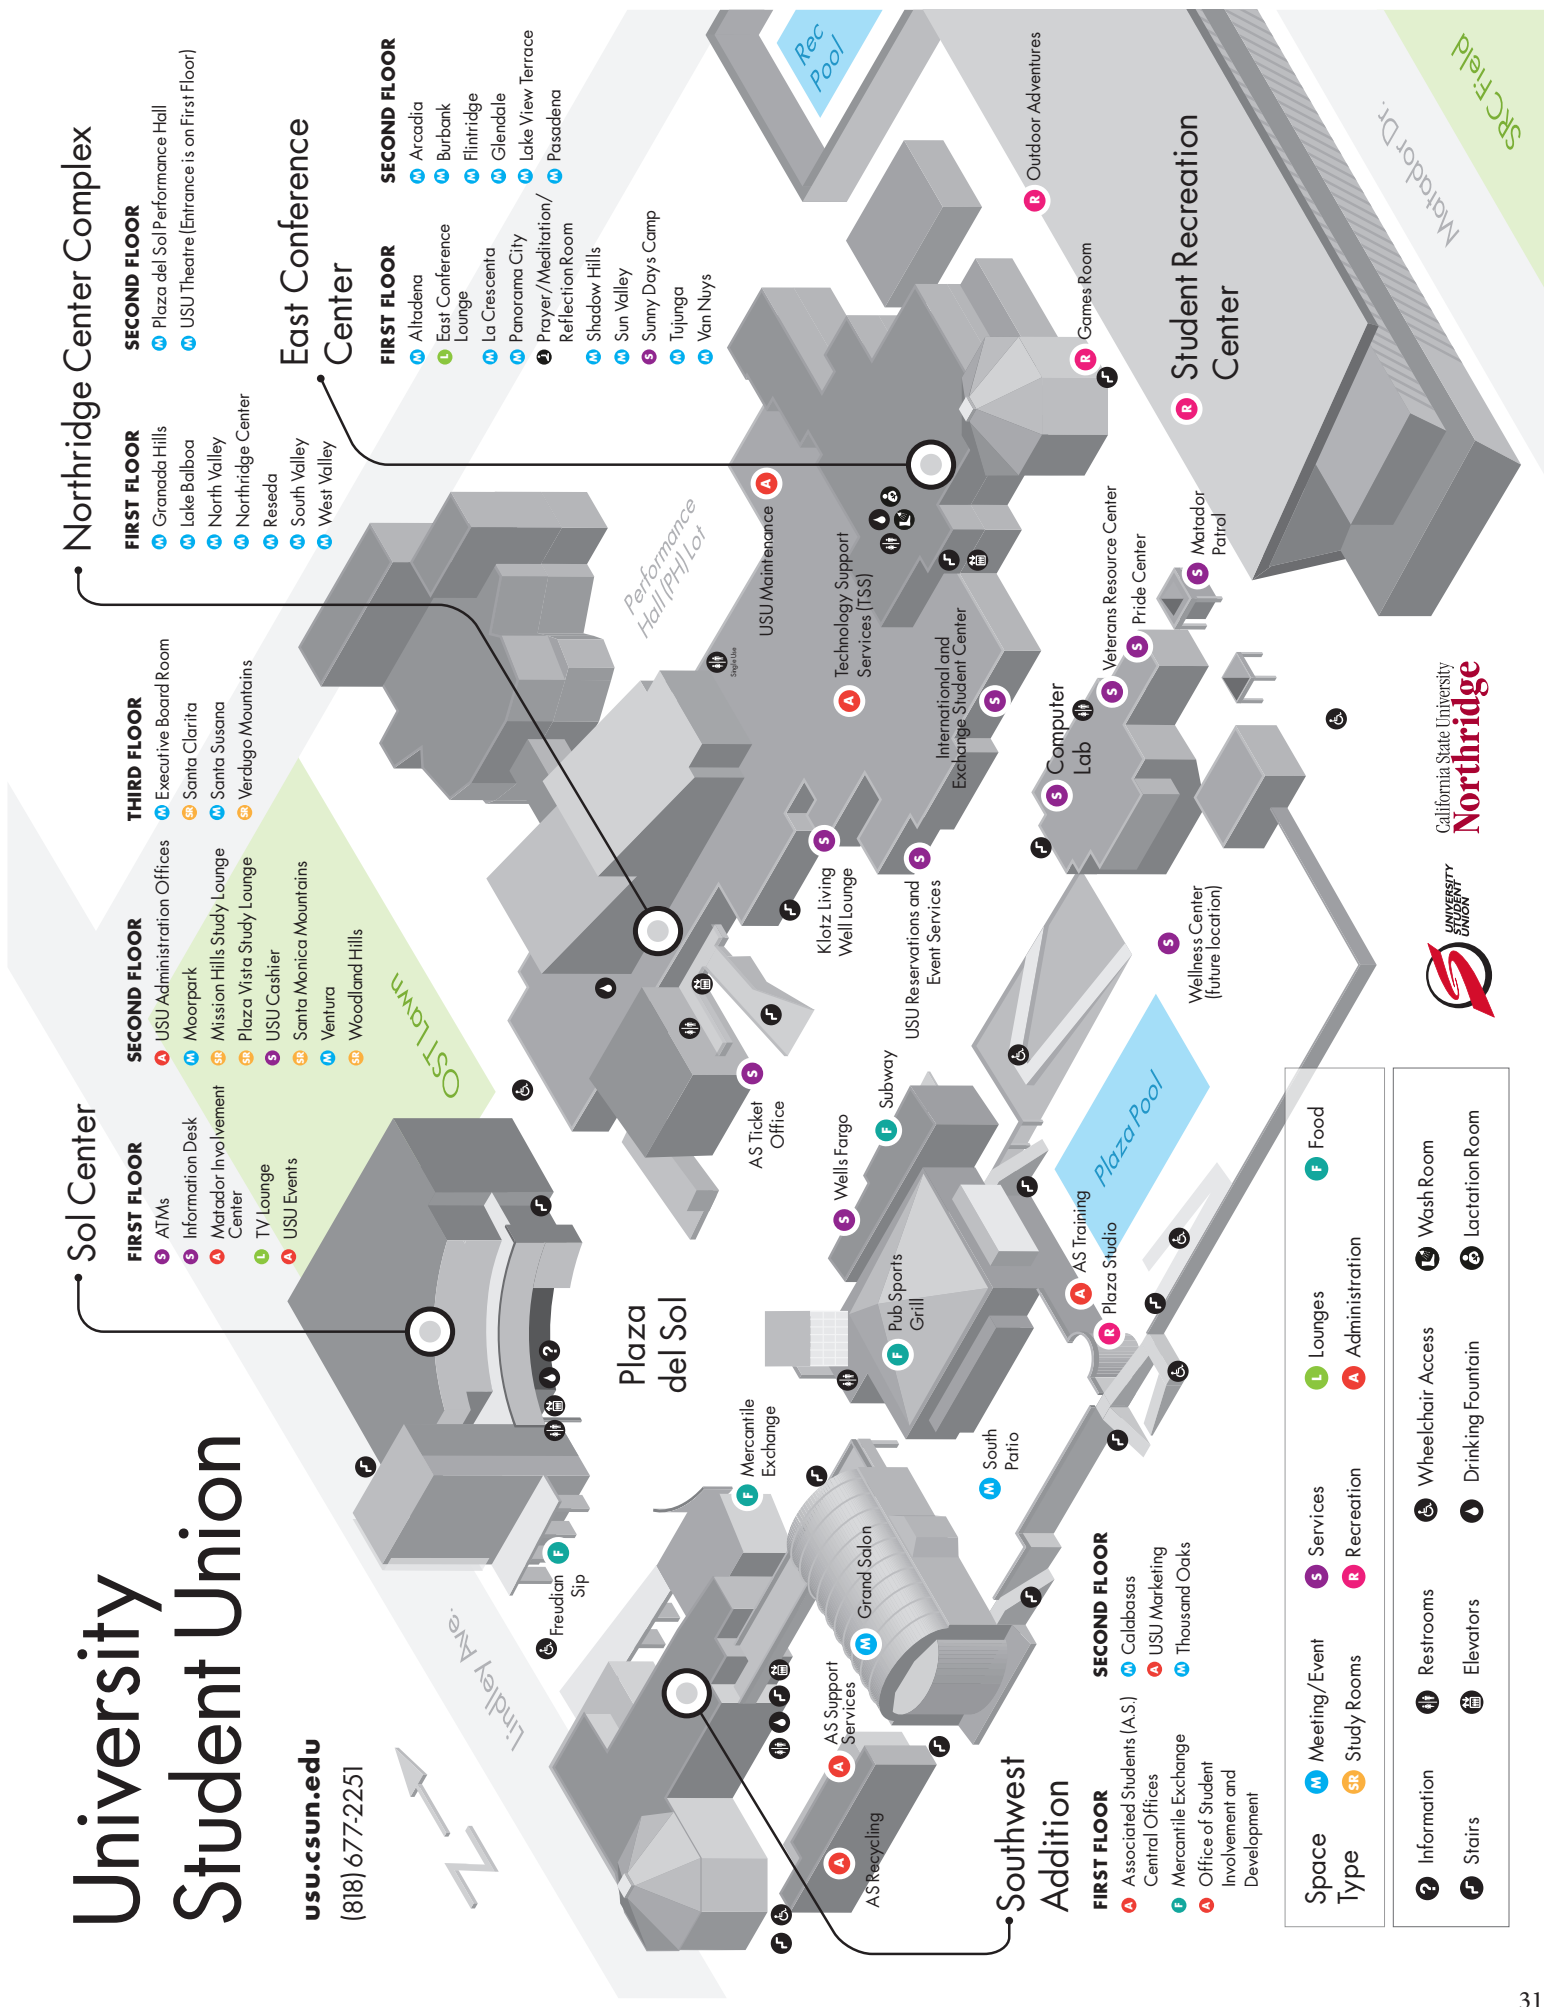 University
Student Union
usu.csun.edu
(818) 677-2251
Sol Center
FIRST FLOOR
S ATMs
S Information Desk
A Matador Involvement
Center
L TV Lounge
A USU Events
SECOND FLOOR
A USU Administration Offices
M Moorpark
SR Mission Hills Study Lounge
SR Plaza Vista Study Lounge
S USU Cashier
SR Santa Monica Mountains
M Ventura
SR Woodland Hills
THIRD FLOOR
M Executive Board Room
SR Santa Clarita
M Santa Susana
SR Verdugo Mountains
Northridge Center Complex
FIRST FLOOR
M Granada Hills
M Lake Balboa
M North Valley
M Northridge Center
M Reseda
M South Valley
M West Valley
SECOND FLOOR
M Plaza del Sol Performance Hall
M USU Theatre (Entrance is on First Floor)
East Conference
Center
FIRST FLOOR
M Altadena
L East Conference
Lounge
M La Crescenta
M Panorama City
Prayer/Meditation/
Reflection Room
M Shadow Hills
M Sun Valley
S Sunny Days Camp
M Tujunga
M Van Nuys
SECOND FLOOR
M Arcadia
M Burbank
M Flintridge
M Glendale
M Lake View Terrace
M Pasadena
Lindley Ave.
OST Lawn
Performance
Hall (PH) Lot
Rec
Pool
F Freudian
Sip
Plaza
del Sol
F Mercantile
Exchange
S AS Ticket
Office
Single Use
A USU Maintenance
A Technology Support
Services (TSS)
S Klotz Living
Well Lounge
S USU Reservations and
Event Services
S International and
Exchange Student Center
R Games Room
R Outdoor Adventures
R Student Recreation
Center
Matador Dr.
SRC Field
S Computer
Lab
S Veterans Resource Center
S Pride Center
S Matador
Patrol
S Wellness Center
(future location)
S Wells Fargo
F Subway
F Pub Sports
Grill
A AS Training
R Plaza Studio
Plaza Pool
M South
Patio
M Grand Salon
A AS Support
Services
A AS Recycling
Southwest
Addition
FIRST FLOOR
A Associated Students (A.S.)
Central Offices
F Mercantile Exchange
A Office of Student
Involvement and
Development
SECOND FLOOR
M Calabasas
A USU Marketing
M Thousand Oaks
Space
Type
M Meeting/Event
S Services
L Lounges
F Food
SR Study Rooms
R Recreation
A Administration
? Information
Restrooms
Wheelchair Access
Wash Room
Stairs
Elevators
Drinking Fountain
Lactation Room
UNIVERSITY
STUDENT
UNION
California State University
Northridge
31